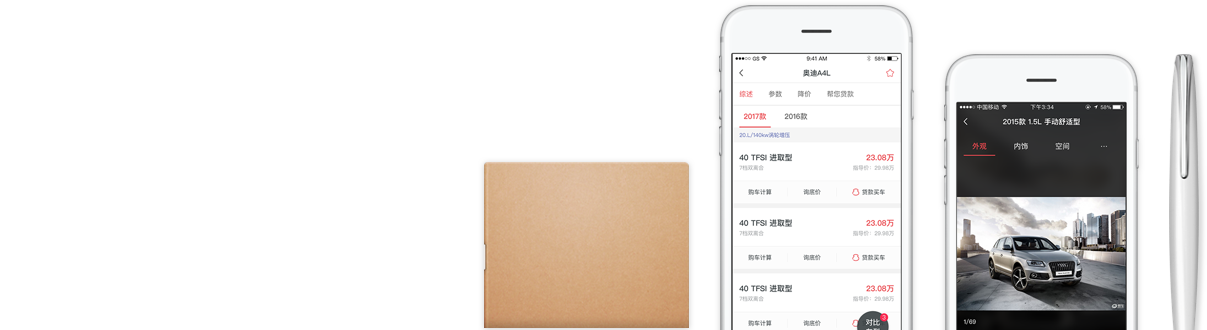 GS
9:41 AM
58%
奥迪A4L
综述 参数 降价 帮您贷款
2017款 2016款
20.L/140kw涡轮增压
40 TFSI 进取型 23.08万
7档双离合 指导价：29.98万
购车计算 询底价 贷款买车
40 TFSI 进取型 23.08万
7档双离合 指导价：29.98万
购车计算 询底价 贷款买车
40 TFSI 进取型 23.08万
7档双离合 指导价：29.98万
购车计算 询底价
对比
3
中国移动 下午3:34 58%
2015款 1.5L 手动舒适型
外观 内饰 空间 ···
1/69